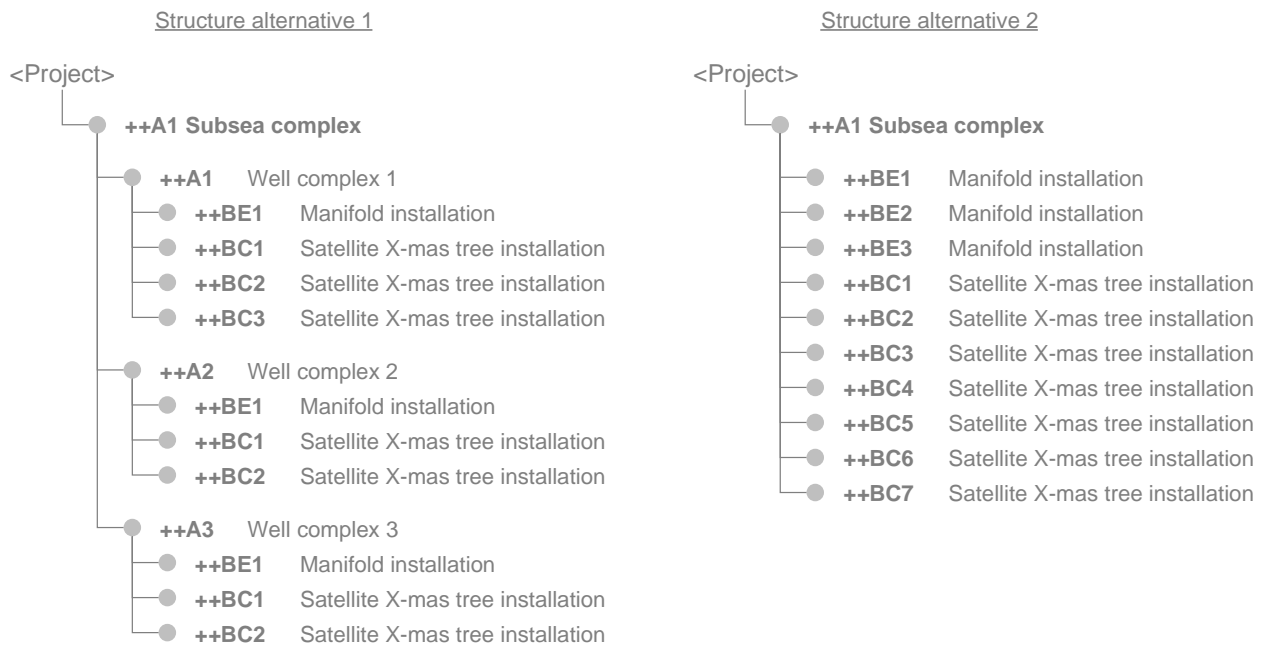 Structure alternative 1
<Project>
++A1 Subsea complex
++A1 Well complex 1
++BE1 Manifold installation
++BC1 Satellite X-mas tree installation
++BC2 Satellite X-mas tree installation
++BC3 Satellite X-mas tree installation
++A2 Well complex 2
++BE1 Manifold installation
++BC1 Satellite X-mas tree installation
++BC2 Satellite X-mas tree installation
++A3 Well complex 3
++BE1 Manifold installation
++BC1 Satellite X-mas tree installation
++BC2 Satellite X-mas tree installation
Structure alternative 2
<Project>
++A1 Subsea complex
++BE1 Manifold installation
++BE2 Manifold installation
++BE3 Manifold installation
++BC1 Satellite X-mas tree installation
++BC2 Satellite X-mas tree installation
++BC3 Satellite X-mas tree installation
++BC4 Satellite X-mas tree installation
++BC5 Satellite X-mas tree installation
++BC6 Satellite X-mas tree installation
++BC7 Satellite X-mas tree installation